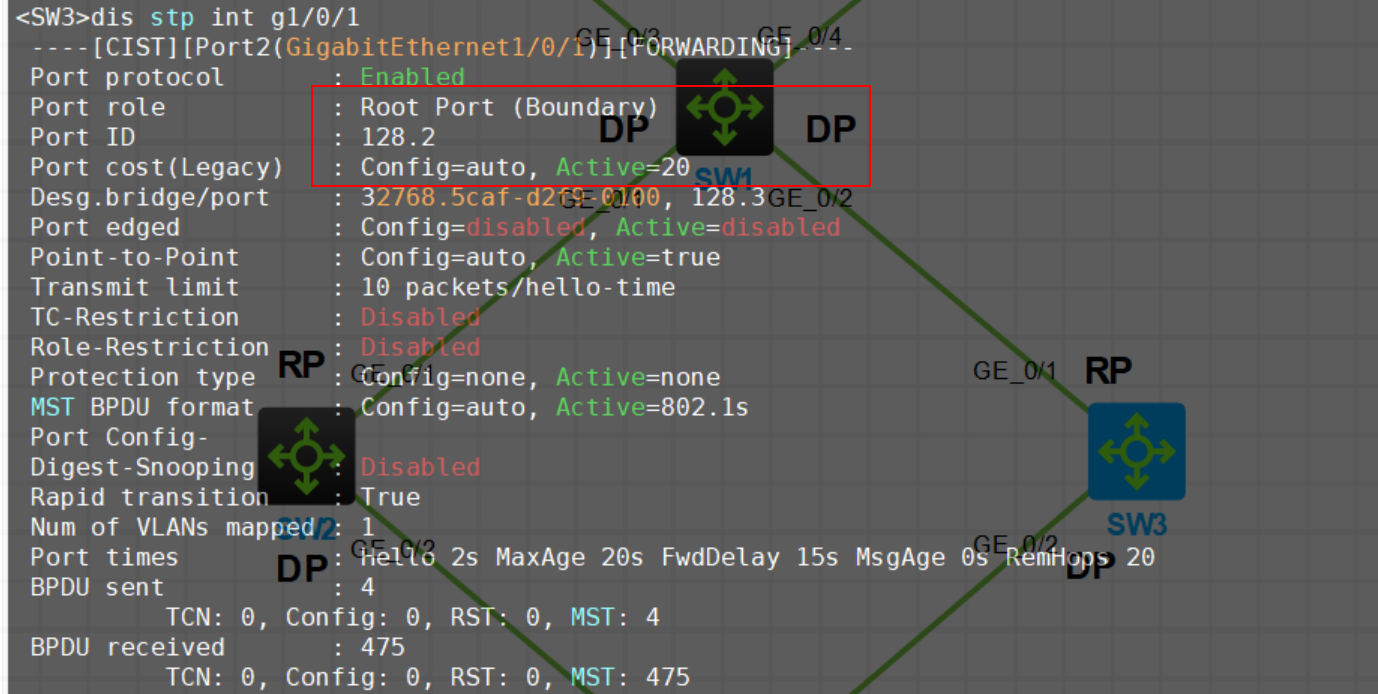 <SW3>dis stp int g1/0/1
----[CIST][Port2(GigabitEthernet1/0/1)][FORWARDING]----
GE_0/3
GE_0/4
Port protocol : Enabled
Port role : Root Port (Boundary)
Port ID : 128.2
DP
DP
Port cost(Legacy) : Config=auto, Active=20
SW1
Desg.bridge/port : 32768.5caf-d2f9-0100, 128.3
GE_0/1
GE_0/2
Port edged : Config=disabled, Active=disabled
Point-to-Point : Config=auto, Active=true
Transmit limit : 10 packets/hello-time
TC-Restriction : Disabled
Role-Restriction : Disabled
RP
GE_0/1
GE_0/1
RP
Protection type : Config=none, Active=none
MST BPDU format : Config=auto, Active=802.1s
Port Config-
Digest-Snooping : Disabled
Rapid transition : True
Num of VLANs mapped : 1
SW2
SW3
Port times : Hello 2s MaxAge 20s FwdDelay 15s MsgAge 0s RemHops 20
GE_0/2
GE_0/2
DP
DP
BPDU sent : 4
TCN: 0, Config: 0, RST: 0, MST: 4
BPDU received : 475
TCN: 0, Config: 0, RST: 0, MST: 475